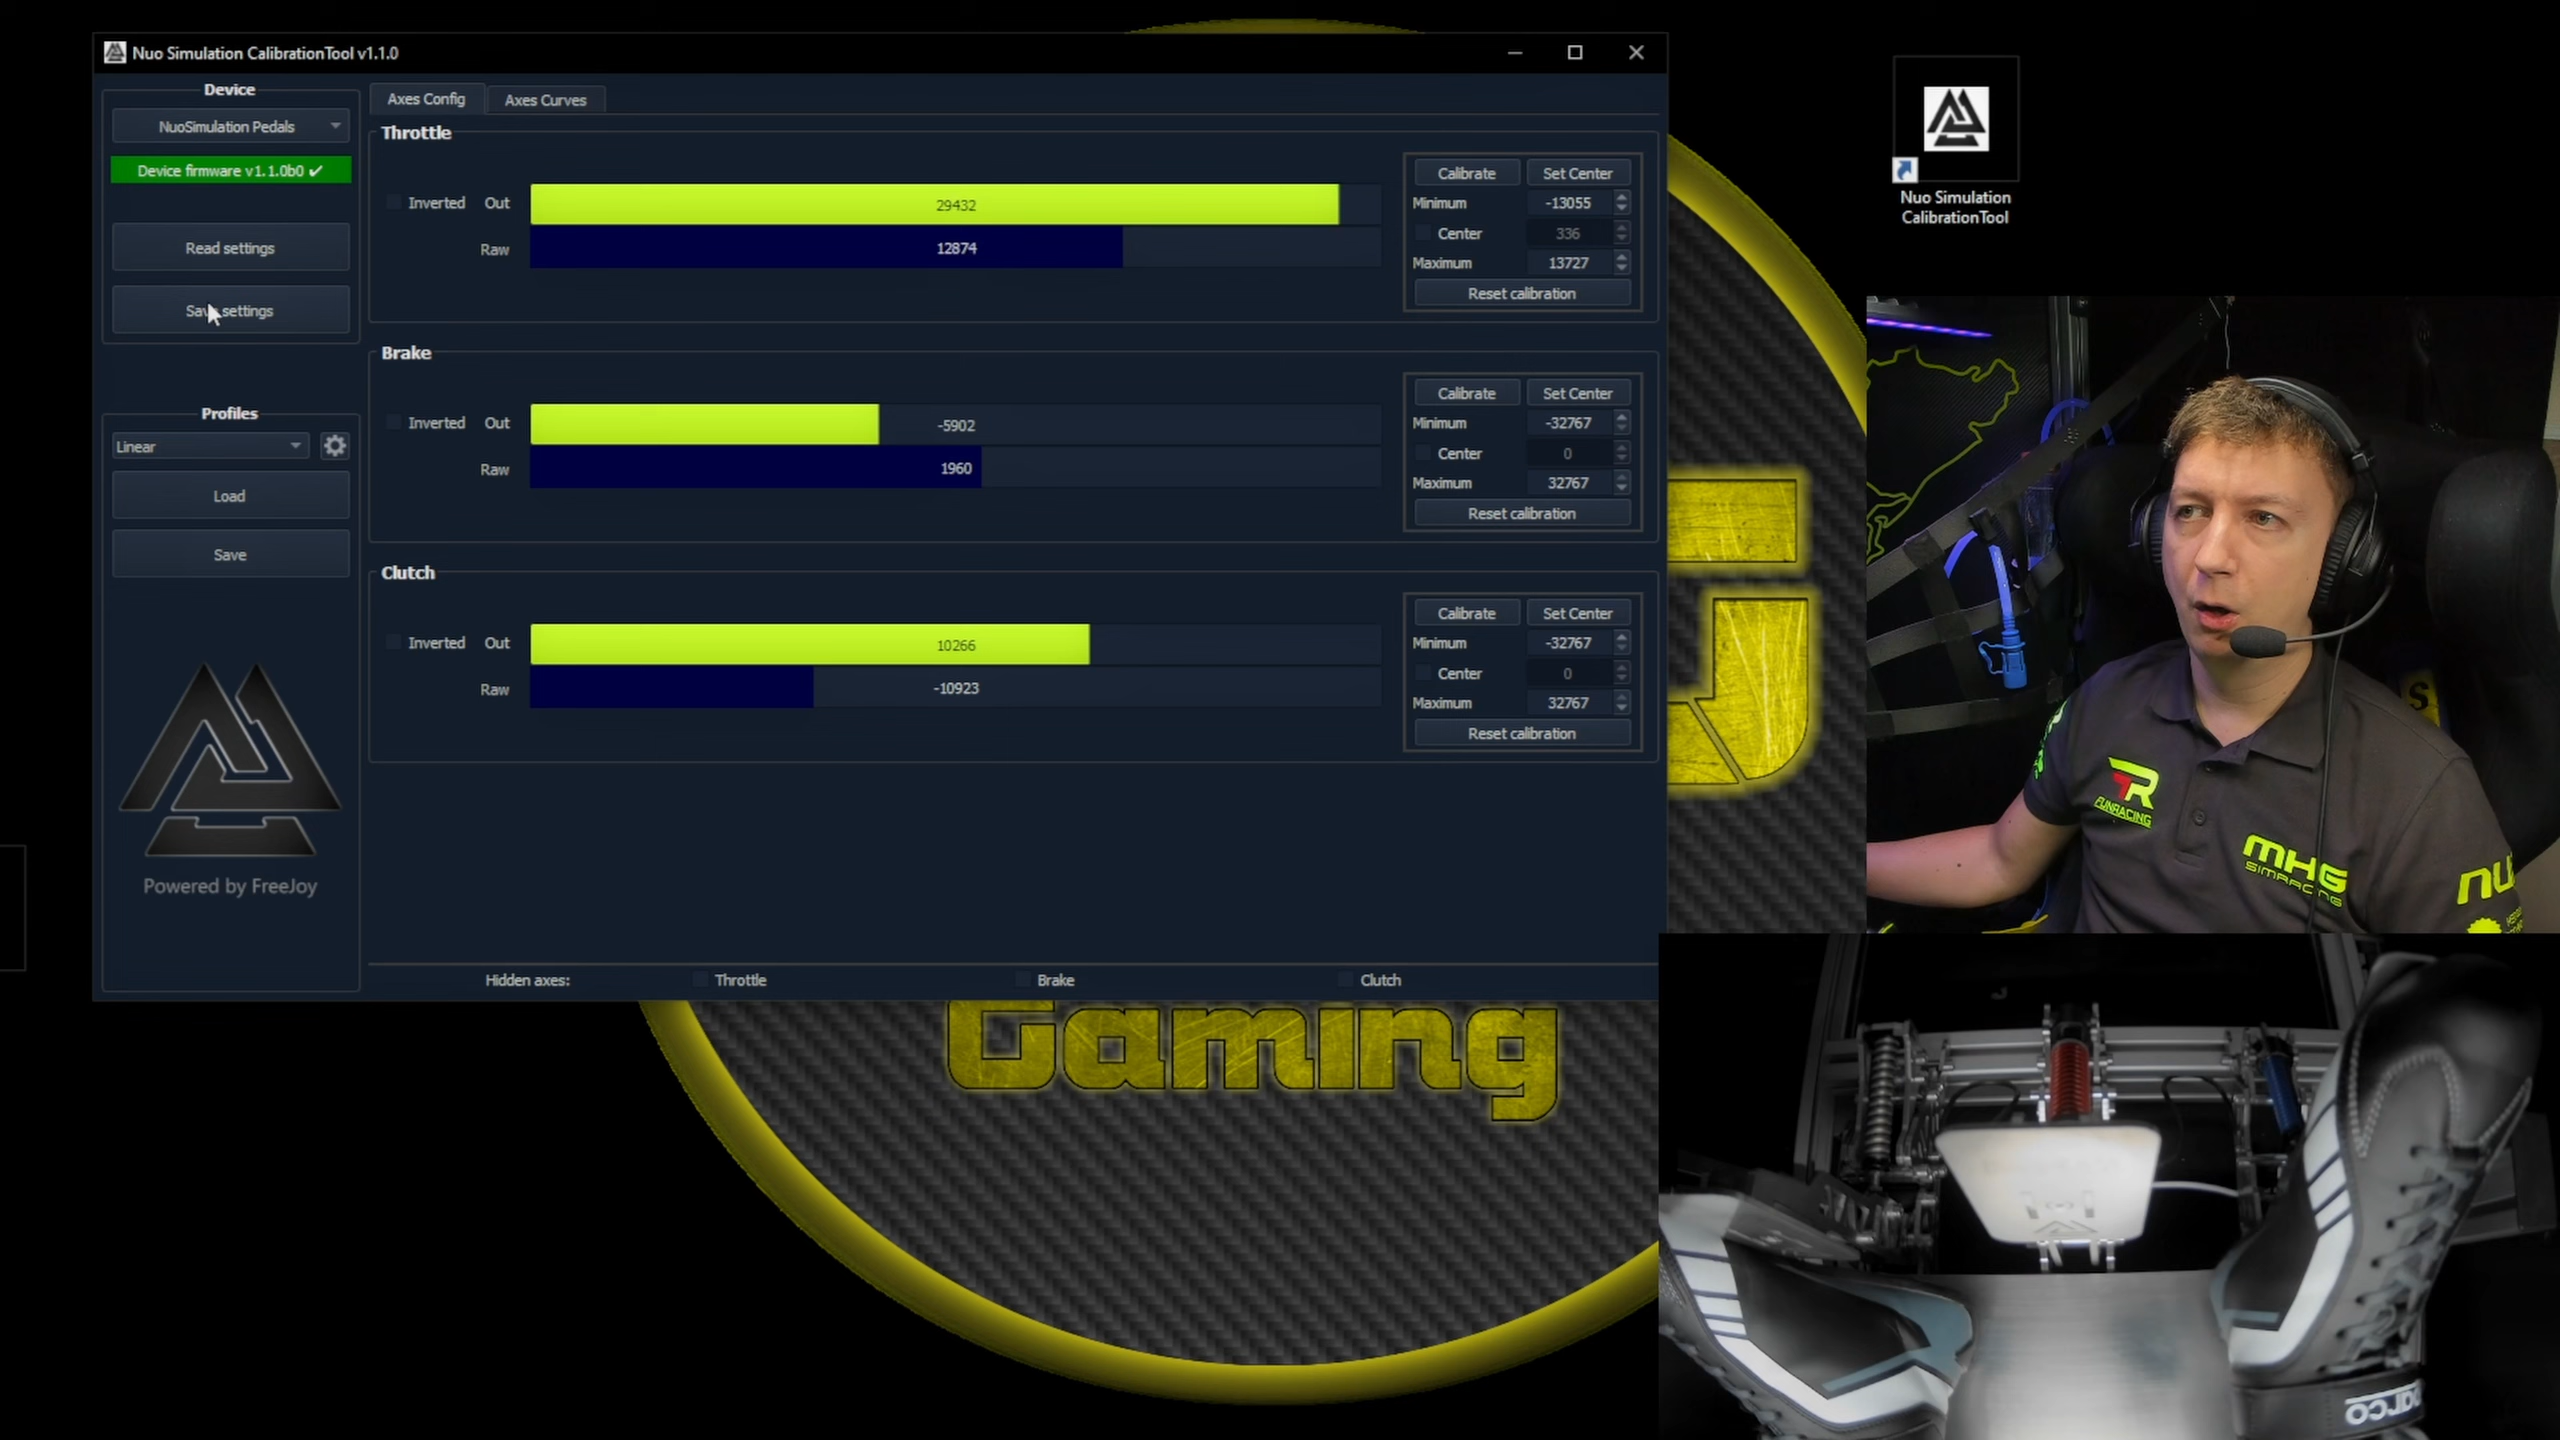 Nuo Simulation CalibrationTool v1.1.0
Device
NuoSimulation Pedals
Device firmware v1.1.0b0 ✓
Read settings
Save settings
Profiles
Linear
Load
Save
Powered by FreeJoy
Axes Config
Axes Curves
Throttle
Inverted Out 29432
Raw 12874
Calibrate Set Center
Minimum -13055
Center 336
Maximum 13727
Reset calibration
Brake
Inverted Out -5902
Raw 1960
Calibrate Set Center
Minimum -32767
Center 0
Maximum 32767
Reset calibration
Clutch
Inverted Out 10266
Raw -10923
Calibrate Set Center
Minimum -32767
Center 0
Maximum 32767
Reset calibration
Hidden axes: Throttle Brake Clutch
Nuo Simulation
CalibrationTool
Gaming
FUNRACING
MHG
SIMRACING